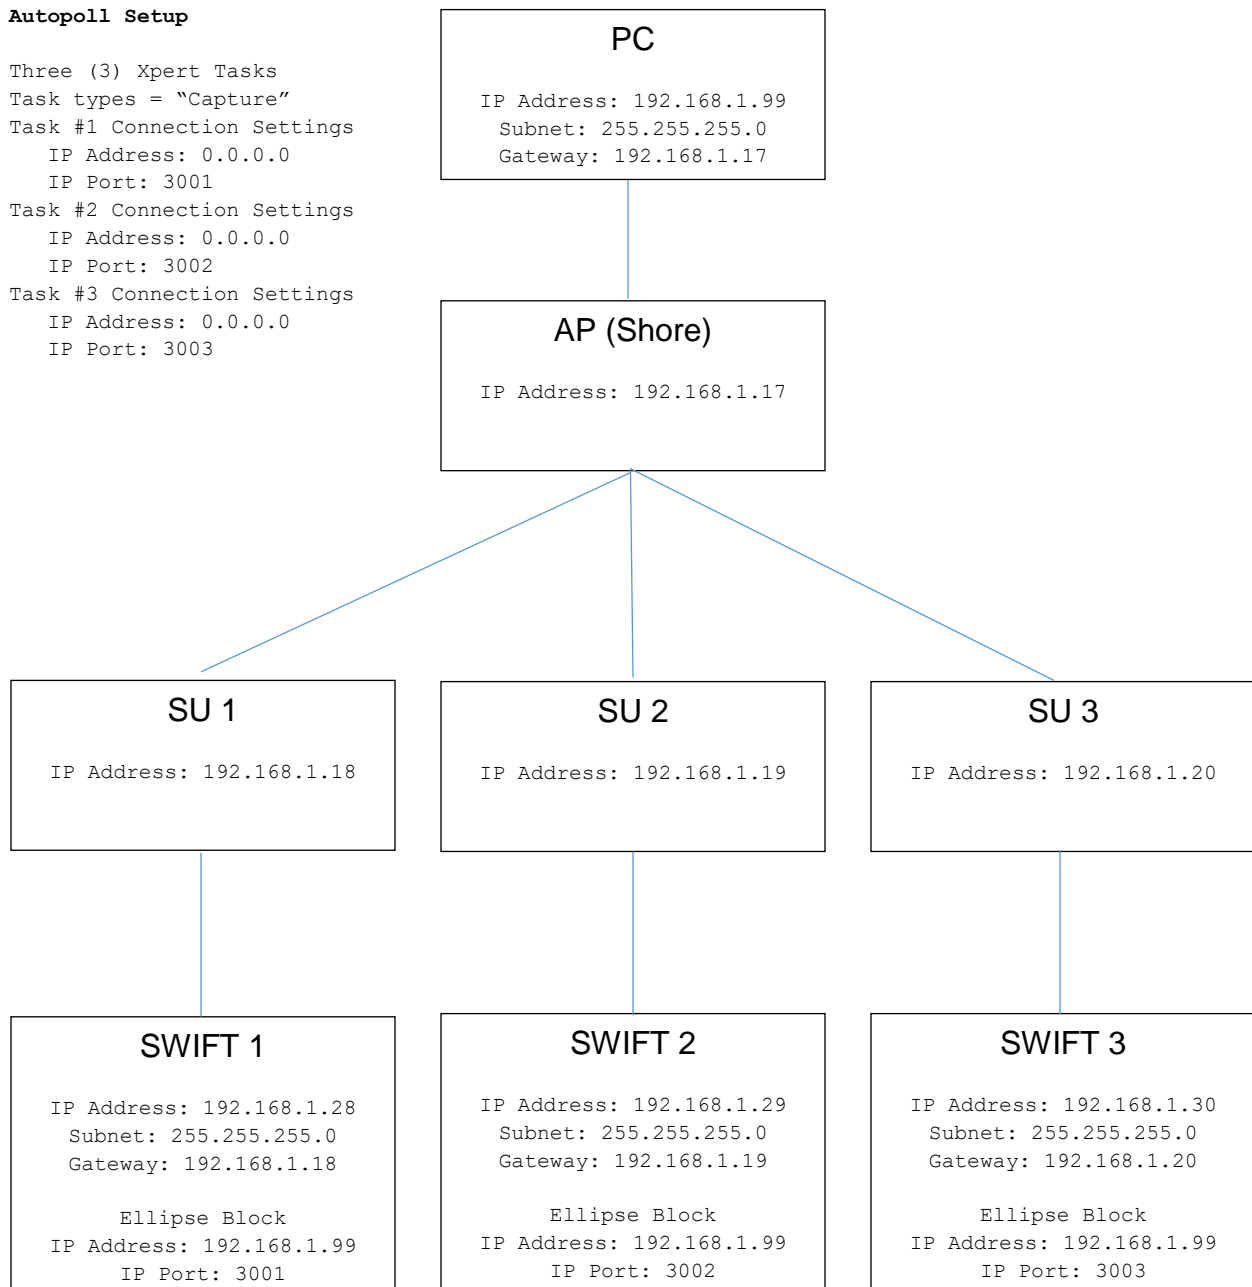 Autopoll Setup
Three (3) Xpert Tasks
Task types = “Capture”
Task #1 Connection Settings
IP Address: 0.0.0.0
IP Port: 3001
Task #2 Connection Settings
IP Address: 0.0.0.0
IP Port: 3002
Task #3 Connection Settings
IP Address: 0.0.0.0
IP Port: 3003
PC
IP Address: 192.168.1.99
Subnet: 255.255.255.0
Gateway: 192.168.1.17
AP (Shore)
IP Address: 192.168.1.17
SU 1
IP Address: 192.168.1.18
SU 2
IP Address: 192.168.1.19
SU 3
IP Address: 192.168.1.20
SWIFT 1
IP Address: 192.168.1.28
Subnet: 255.255.255.0
Gateway: 192.168.1.18
Ellipse Block
IP Address: 192.168.1.99
IP Port: 3001
SWIFT 2
IP Address: 192.168.1.29
Subnet: 255.255.255.0
Gateway: 192.168.1.19
Ellipse Block
IP Address: 192.168.1.99
IP Port: 3002
SWIFT 3
IP Address: 192.168.1.30
Subnet: 255.255.255.0
Gateway: 192.168.1.20
Ellipse Block
IP Address: 192.168.1.99
IP Port: 3003